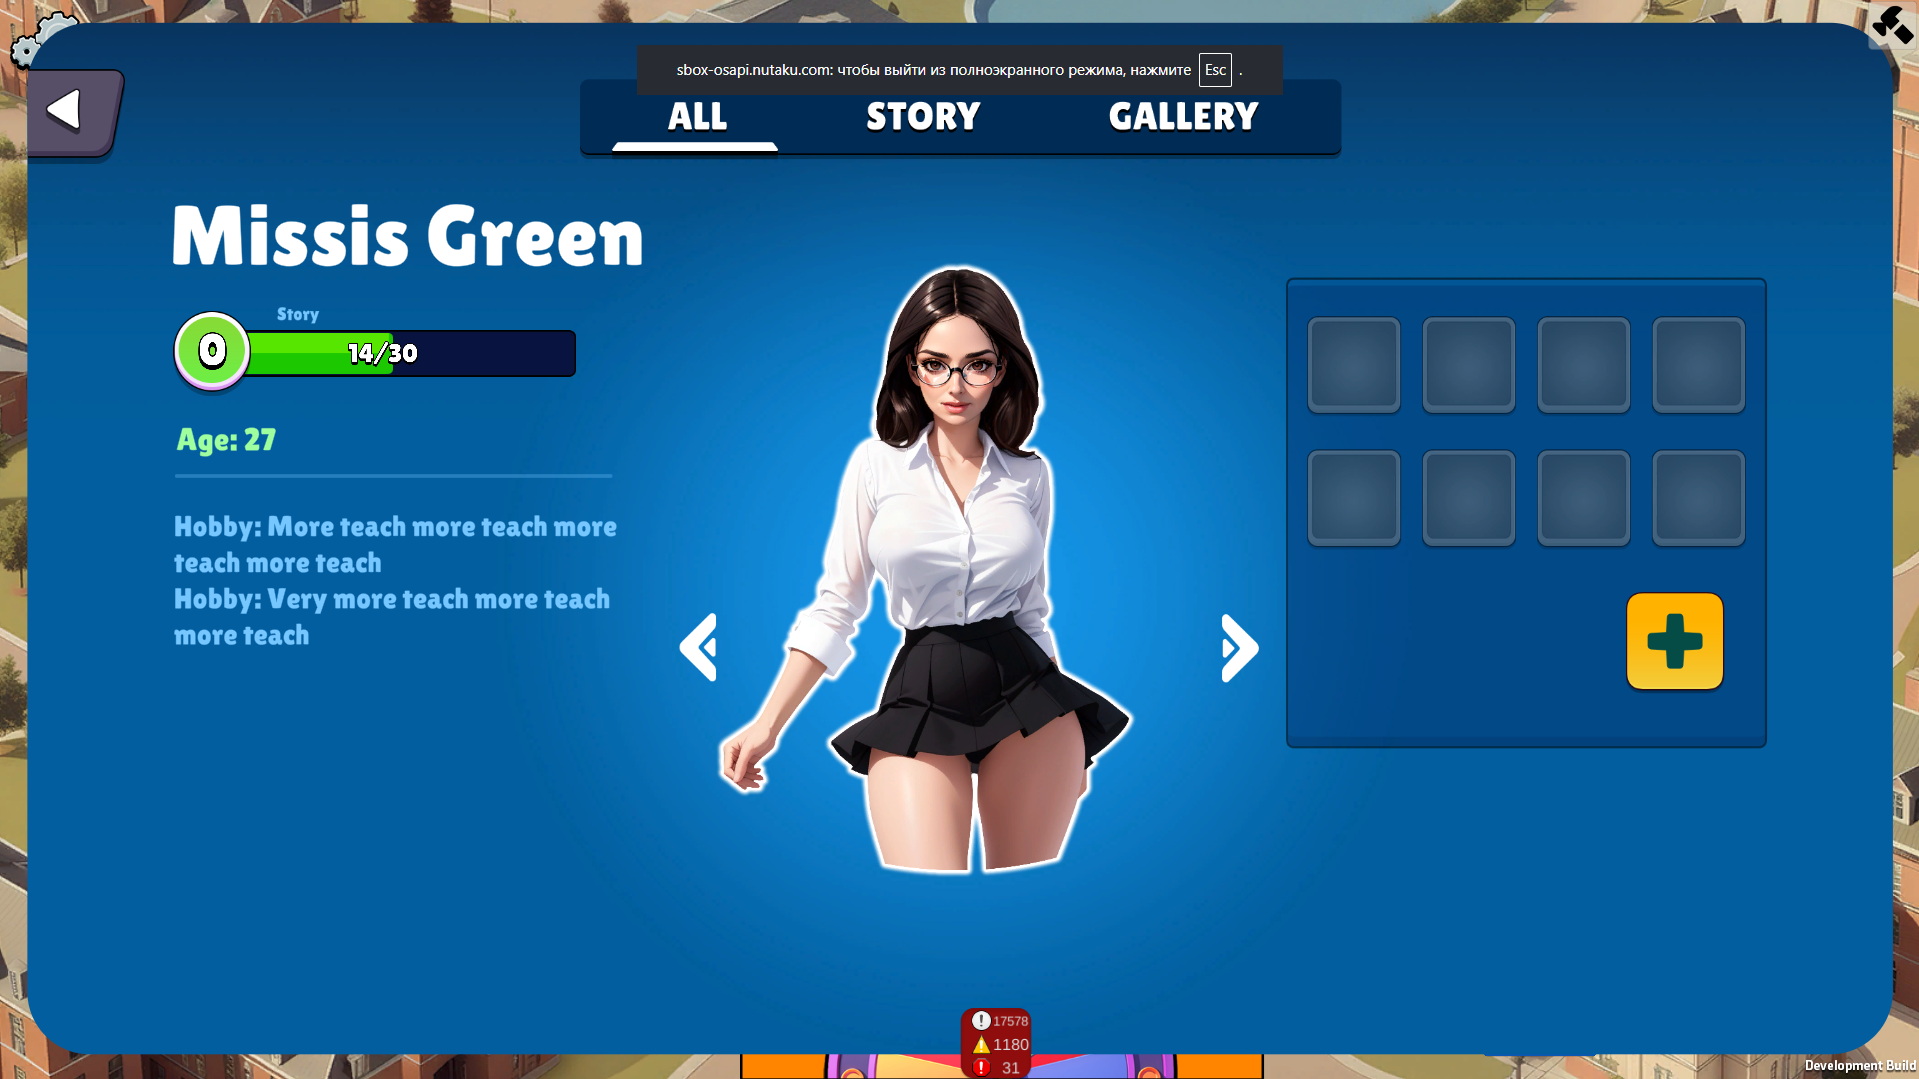 sbox-osapi.nutaku.com: чтобы выйти из полноэкранного режима, нажмите Esc .
ALL STORY GALLERY
Missis Green
Story
0 14/30
Age: 27
Hobby: More teach more teach more
teach more teach
Hobby: Very more teach more teach
more teach
17578
1180
31
Development Build